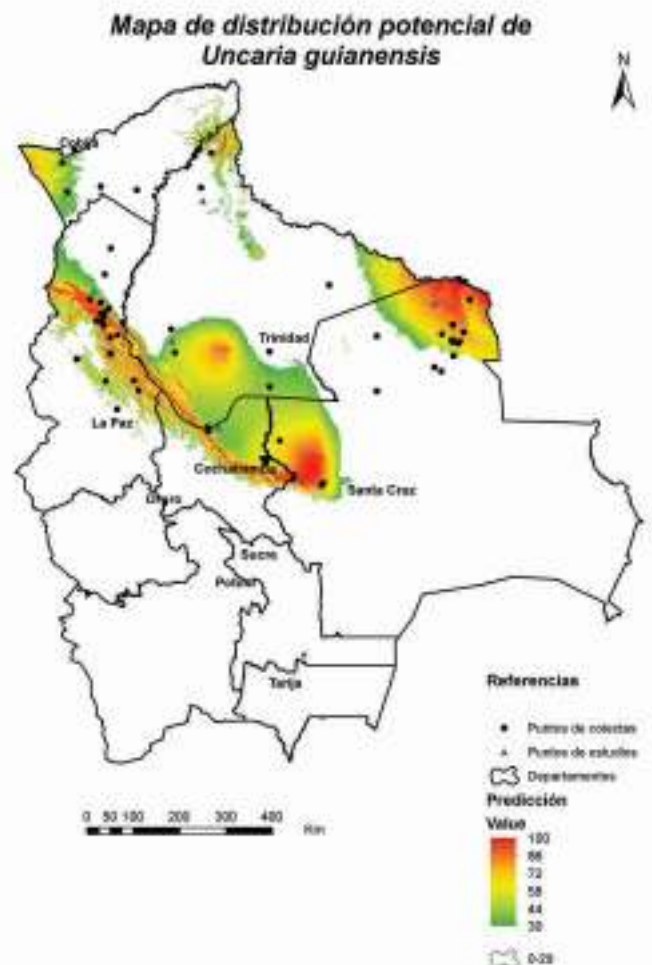 Mapa de distribución potencial de
Uncaria guianensis
N
Cobija
Trinidad
La Paz
Cochabamba
Santa Cruz
Oruro
Sucre
Potosí
Tarija
Referencias
Puntos de colectas
Puntos de estudios
Departamentos
Predicción
Value
100
86
72
58
44
30
0-29
0 50 100 200 300 400
Km